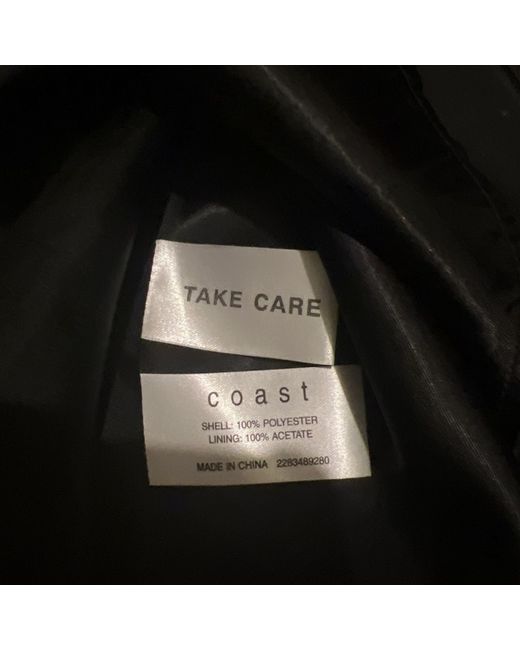 TAKE CARE
coast
SHELL: 100% POLYESTER
LINING: 100% ACETATE
MADE IN CHINA 2283489280